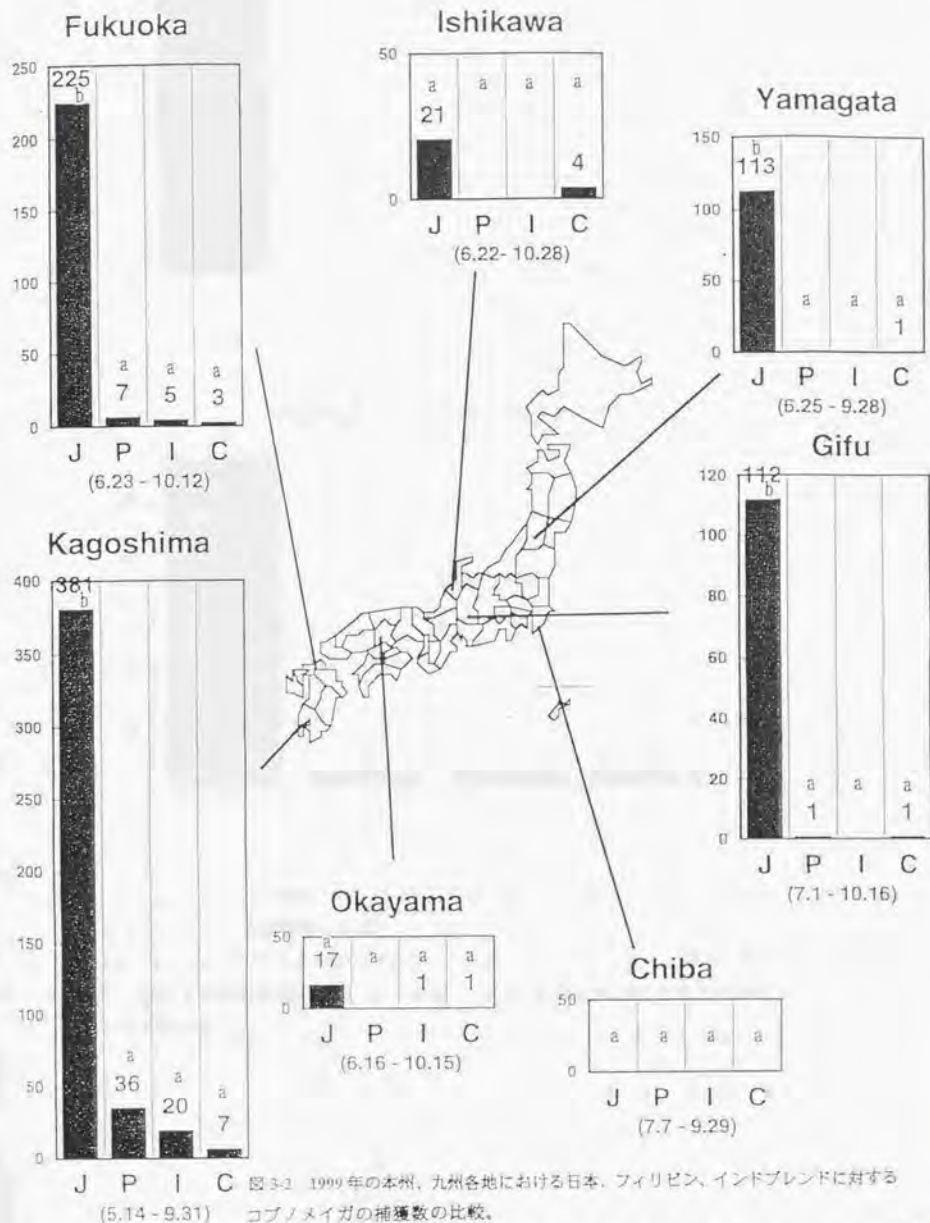 Fukuoka
250
200
150
100
50
0
225
b
a
7
a
5
a
3
J P I C
(6.23 - 10.12)
Ishikawa
50
0
a a a a
21
4
J P I C
(6.22- 10.28)
Yamagata
150
100
50
0
b
113
a a a
1
J P I C
(6.25 - 9.28)
Gifu
120
100
80
60
40
20
0
112
b
a a a
1 1
J P I C
(7.1 - 10.16)
Kagoshima
400
350
300
250
200
150
100
50
0
381
b
a
36
a
20
a
7
J P I C
(5.14 - 9.31)
Okayama
50
0
a a a a
17 1 1
J P I C
(6.16 - 10.15)
Chiba
50
0
a a a a
J P I C
(7.7 - 9.29)
図3-2 1999年の本州、九州各地における日本、フィリピン、インドブレンドに対する
コブノメイガの捕獲数の比較。